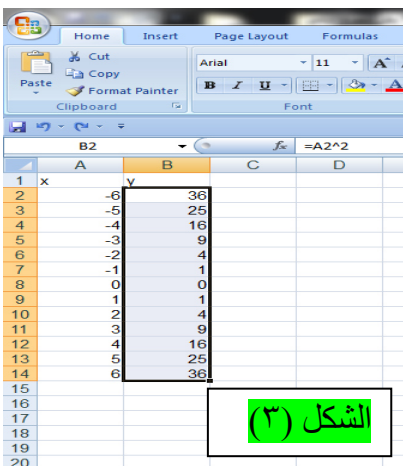 Home Insert Page Layout Formulas
Cut
Copy
Format Painter
Paste
Clipboard
Arial 11 A
B I U A
Font
B2 fx =A2^2
A B C D
1 x y
2 -6 36
3 -5 25
4 -4 16
5 -3 9
6 -2 4
7 -1 1
8 0 0
9 1 1
10 2 4
11 3 9
12 4 16
13 5 25
14 6 36
15
16
17
18
19
20
الشكل (٣)